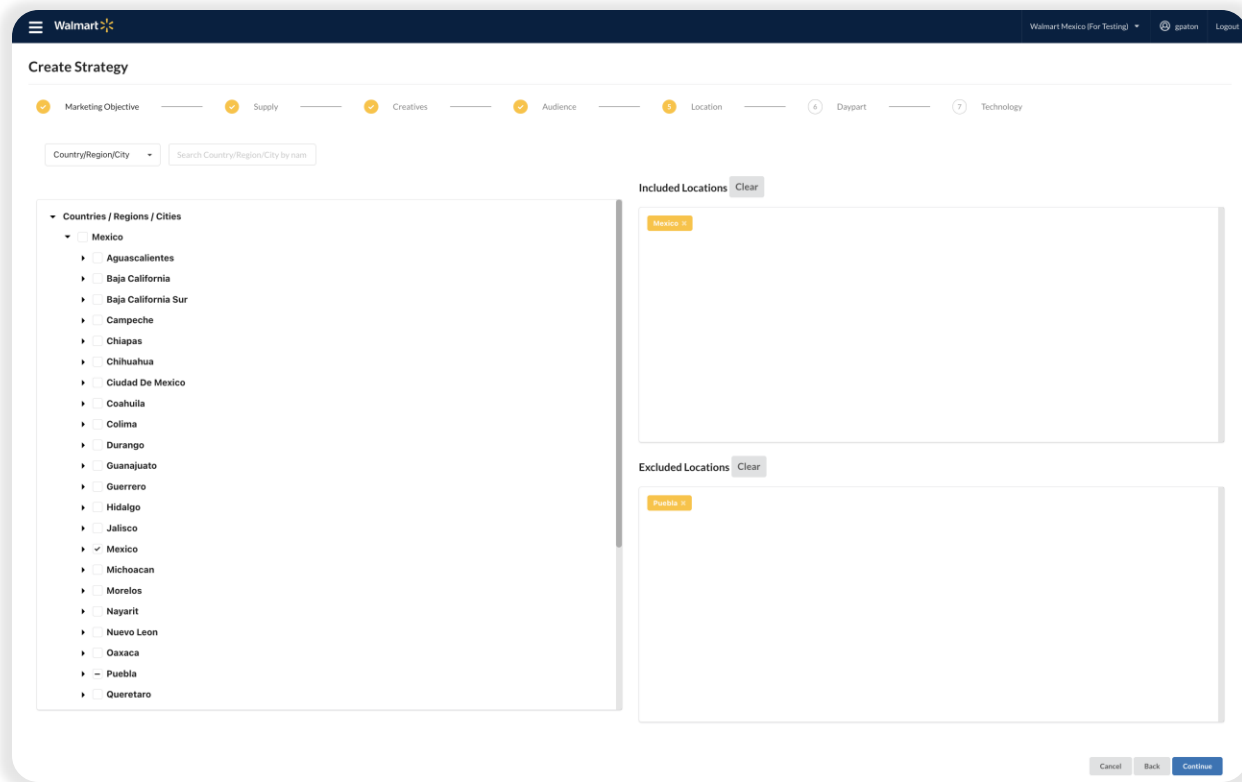 Walmart
Walmart Mexico (For Testing)
gpaton
Logout
Create Strategy
Marketing Objective
Supply
Creatives
Audience
5 Location
6 Daypart
7 Technology
Country/Region/City
Search Country/Region/City by nam
Countries / Regions / Cities
Mexico
Aguascalientes
Baja California
Baja California Sur
Campeche
Chiapas
Chihuahua
Ciudad De Mexico
Coahuila
Colima
Durango
Guanajuato
Guerrero
Hidalgo
Jalisco
Mexico
Michoacan
Morelos
Nayarit
Nuevo Leon
Oaxaca
Puebla
Queretaro
Included Locations Clear
Mexico ×
Excluded Locations Clear
Puebla ×
Cancel
Back
Continue